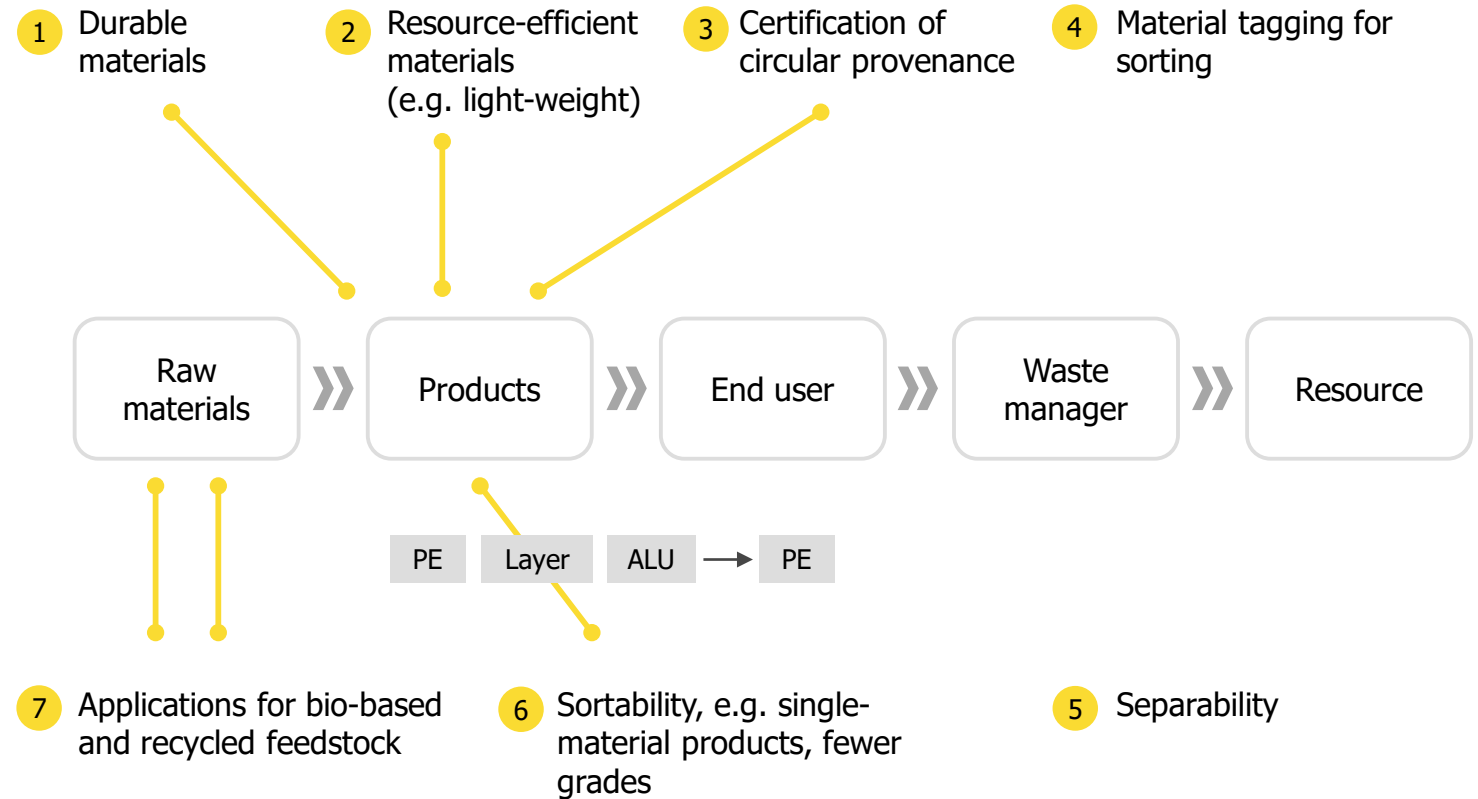 1 Durable
materials
2 Resource-efficient
materials
(e.g. light-weight)
3 Certification of
circular provenance
4 Material tagging for
sorting
Raw
materials
Products
End user
Waste
manager
Resource
PE
Layer
ALU
PE
7 Applications for bio-based
and recycled feedstock
6 Sortability, e.g. single-
material products, fewer
grades
5 Separability